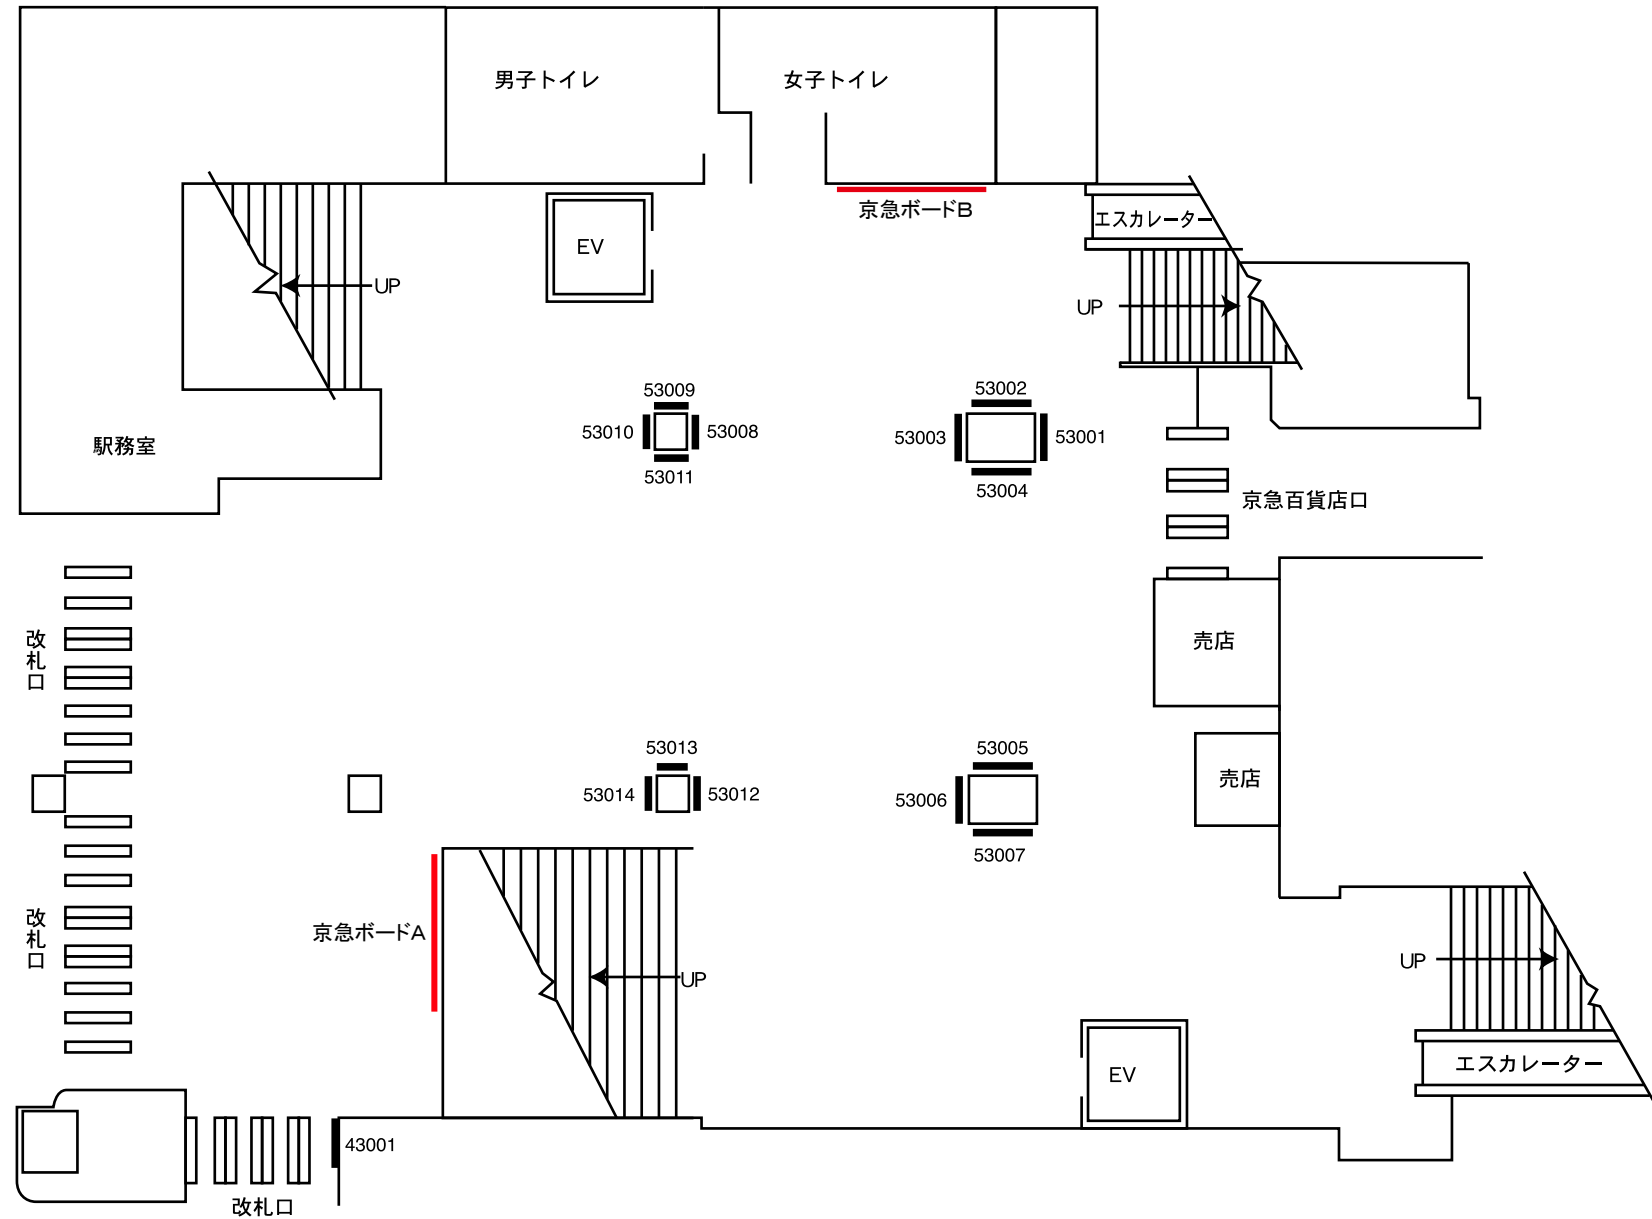 男子トイレ
女子トイレ
京急ボードB
エスカレーター
EV
UP
UP
53009
53010
53008
53011
53002
53003
53001
53004
駅務室
京急百貨店口
改札口
売店
53013
53014
53012
53005
53006
53007
売店
改札口
京急ボードA
UP
UP
EV
エスカレーター
43001
改札口